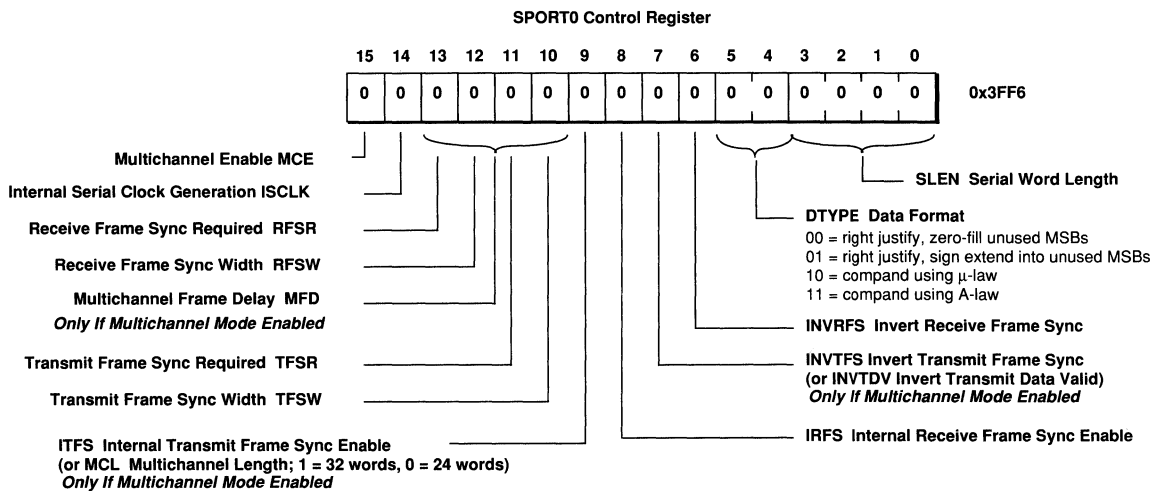 SPORT0 Control Register
15 14 13 12 11 10 9 8 7 6 5 4 3 2 1 0
0 0 0 0 0 0 0 0 0 0 0 0 0 0 0 0 0x3FF6
Multichannel Enable MCE
Internal Serial Clock Generation ISCLK
Receive Frame Sync Required RFSR
Receive Frame Sync Width RFSW
Multichannel Frame Delay MFD
Only If Multichannel Mode Enabled
Transmit Frame Sync Required TFSR
Transmit Frame Sync Width TFSW
ITFS Internal Transmit Frame Sync Enable
(or MCL Multichannel Length; 1 = 32 words, 0 = 24 words)
Only If Multichannel Mode Enabled
SLEN Serial Word Length
DTYPE Data Format
00 = right justify, zero-fill unused MSBs
01 = right justify, sign extend into unused MSBs
10 = compand using μ-law
11 = compand using A-law
INVRFS Invert Receive Frame Sync
INVTFS Invert Transmit Frame Sync
(or INVTDV Invert Transmit Data Valid)
Only If Multichannel Mode Enabled
IRFS Internal Receive Frame Sync Enable